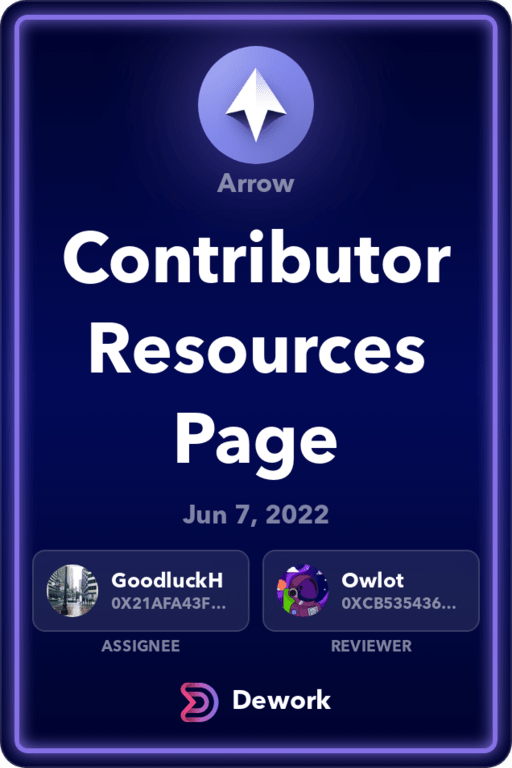 Arrow
Contributor
Resources
Page
Jun 7, 2022
GoodluckH
0X21AFA43F...
ASSIGNEE
Owlot
0XCB535436...
REVIEWER
Dework